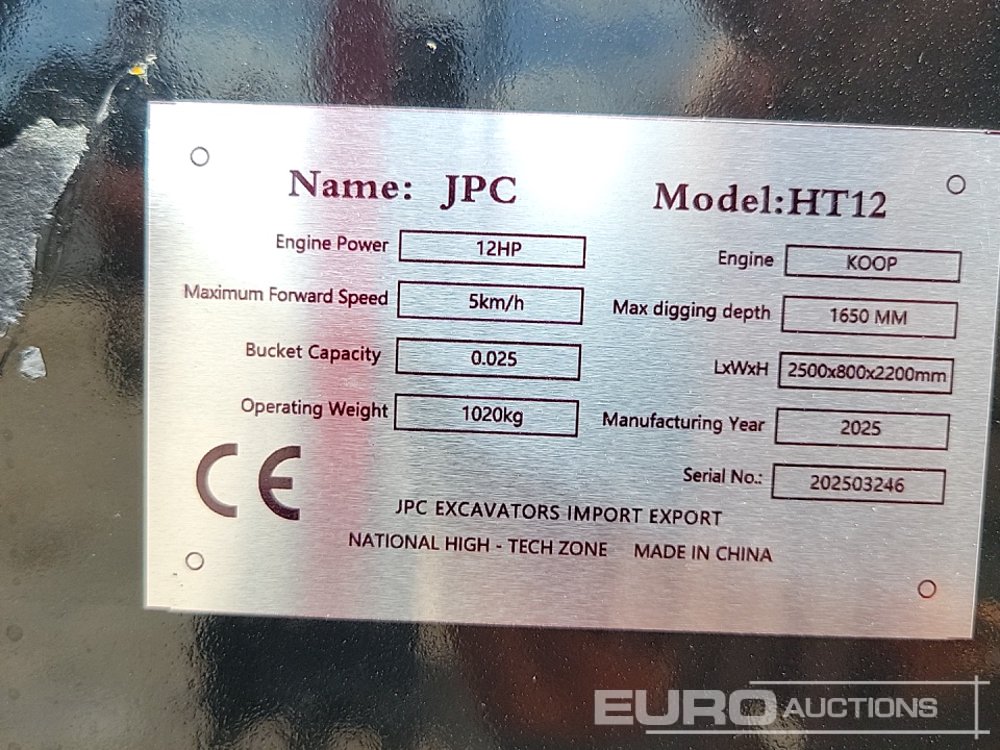 Name: JPC Model:HT12
Engine Power 12HP Engine KOOP
Maximum Forward Speed 5km/h Max digging depth 1650 MM
Bucket Capacity 0.025 LxWxH 2500x800x2200mm
Operating Weight 1020kg Manufacturing Year 2025
CE Serial No.: 202503246
JPC EXCAVATORS IMPORT EXPORT
NATIONAL HIGH - TECH ZONE MADE IN CHINA
EURO AUCTIONS